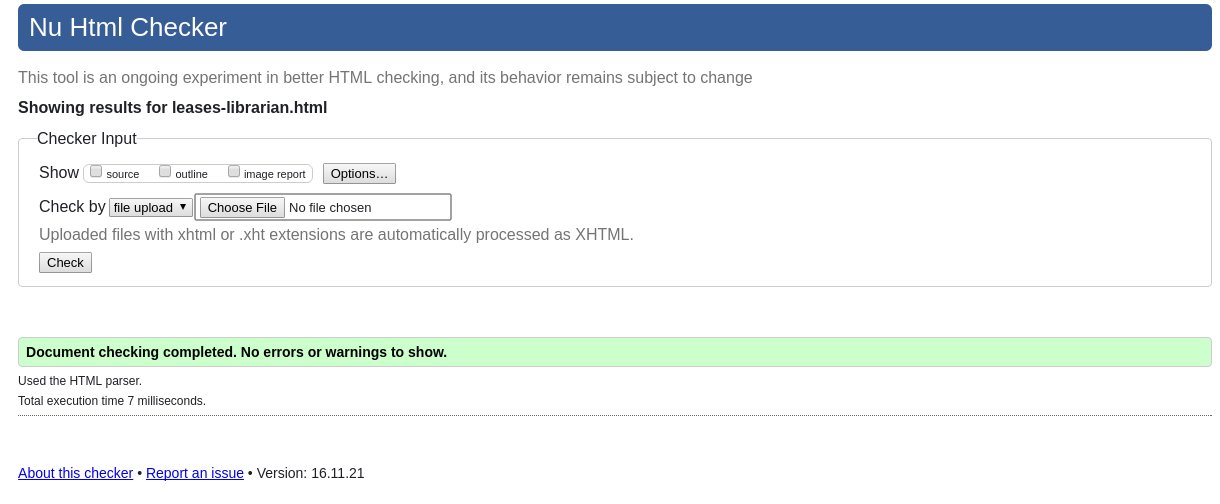 Nu Html Checker
This tool is an ongoing experiment in better HTML checking, and its behavior remains subject to change
Showing results for leases-librarian.html
Checker Input
Show source outline image report Options…
Check by file upload ▼ Choose File No file chosen
Uploaded files with xhtml or .xht extensions are automatically processed as XHTML.
Check
Document checking completed. No errors or warnings to show.
Used the HTML parser.
Total execution time 7 milliseconds.
About this checker • Report an issue • Version: 16.11.21